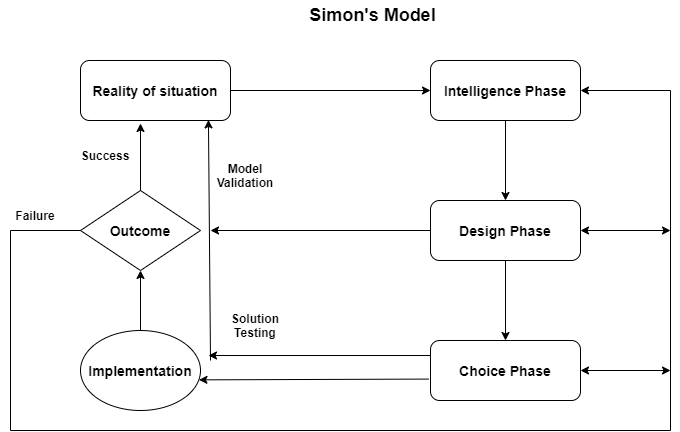 Simon's Model
Reality of situation
Intelligence Phase
Success
Model
Validation
Failure
Outcome
Design Phase
Solution
Testing
Implementation
Choice Phase